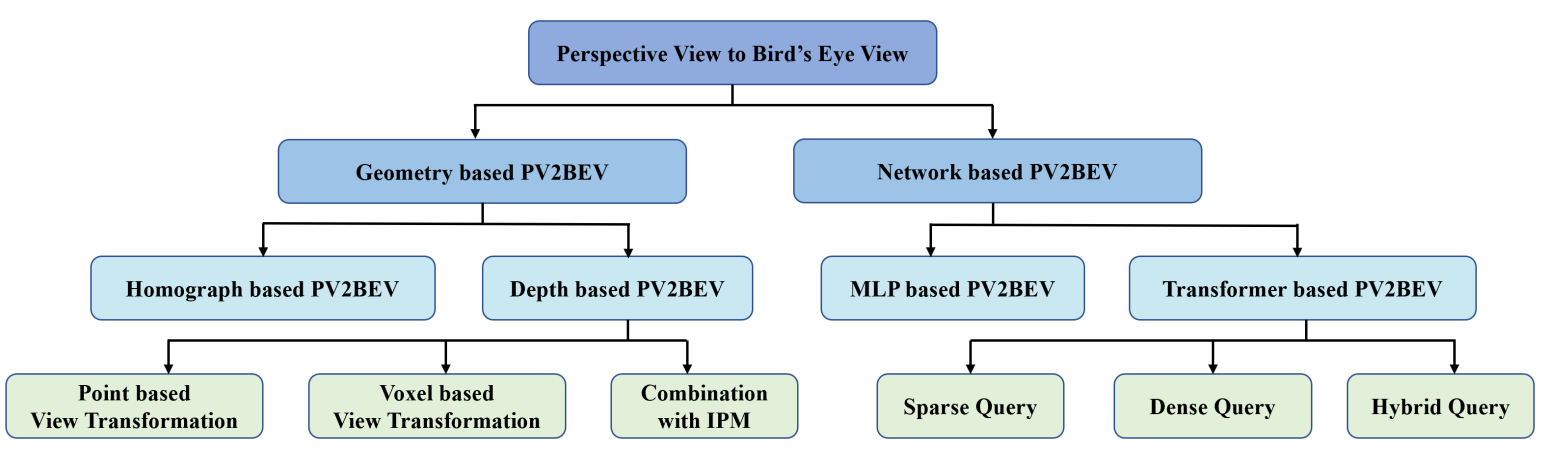 Perspective View to Bird's Eye View
Geometry based PV2BEV
Network based PV2BEV
Homograph based PV2BEV
Depth based PV2BEV
MLP based PV2BEV
Transformer based PV2BEV
Point based
View Transformation
Voxel based
View Transformation
Combination
with IPM
Sparse Query
Dense Query
Hybrid Query